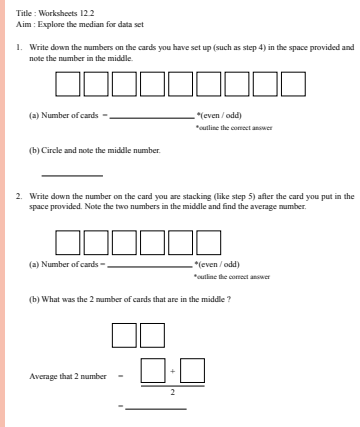 Title : Worksheets 12.2
Aim : Explore the median for data set
1. Write down the numbers on the cards you have set up (such as step 4) in the space provided and
note the number in the middle.
(a) Number of cards = ____________ *(even / odd)
*outline the correct answer
(b) Circle and note the middle number.
____________
2. Write down the number on the card you are stacking (like step 5) after the card you put in the
space provided. Note the two numbers in the middle and find the average number.
(a) Number of cards = ____________ *(even / odd)
*outline the correct answer
(b) What was the 2 number of cards that are in the middle ?
+
Average that 2 number =
2
= ____________